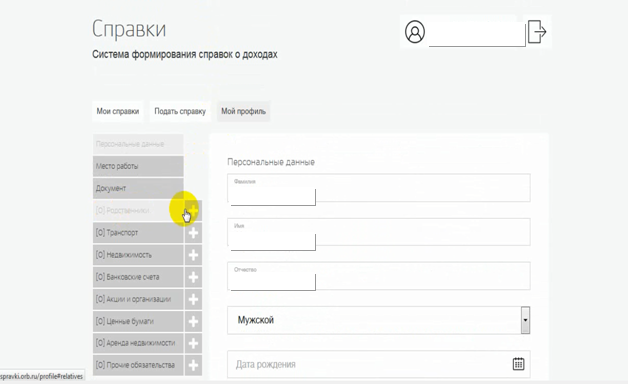 Справки
Система формирования справок о доходах
Мои справки
Подать справку
Мой профиль
Персональные данные
Место работы
Документ
[0] Родственники
[0] Транспорт
[0] Недвижимость
[0] Банковские счета
[0] Акции и организации
[0] Ценные бумаги
[0] Аренда недвижимости
[0] Прочие обязательства
Персональные данные
Фамилия
Имя
Отчество
Мужской
Дата рождения
spravki.orb.ru/profile#relatives